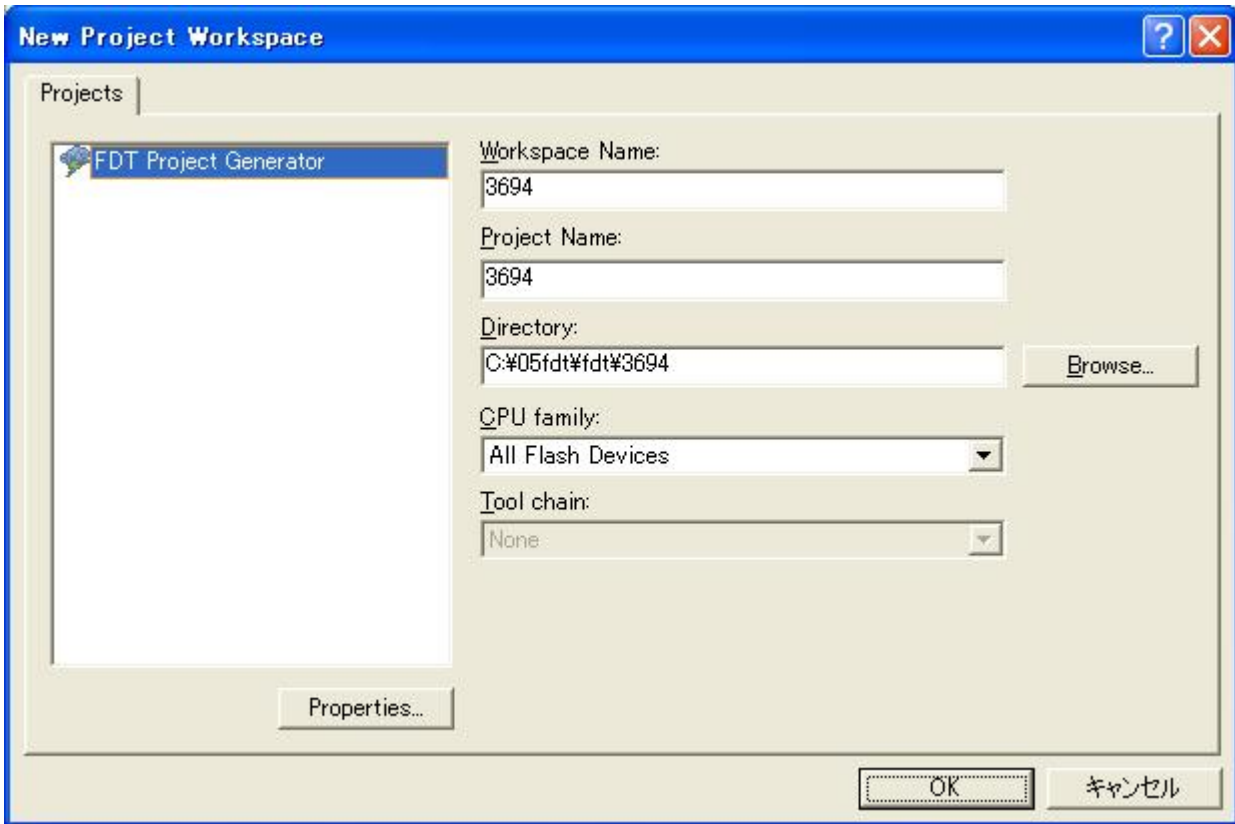 New Project Workspace
Projects
FDT Project Generator
Workspace Name:
3694
Project Name:
3694
Directory:
C:¥05fdt¥fdt¥3694
Browse...
CPU family:
All Flash Devices
Tool chain:
None
Properties...
OK
キャンセル